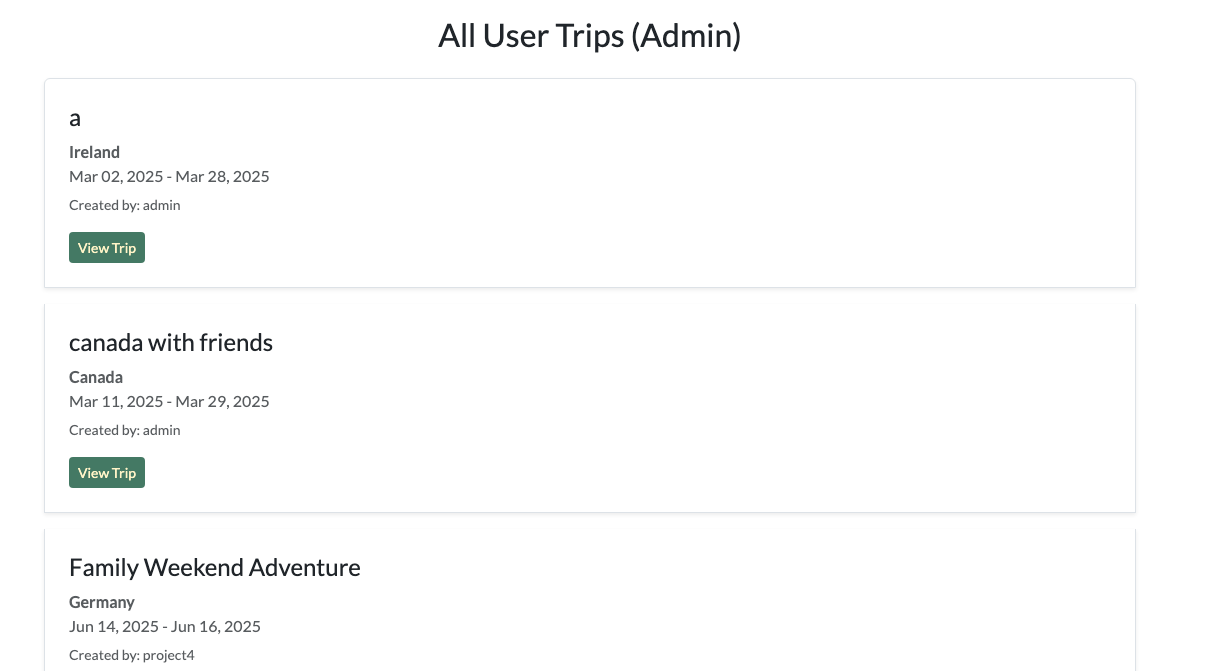 All User Trips (Admin)
a
Ireland
Mar 02, 2025 - Mar 28, 2025
Created by: admin
View Trip
canada with friends
Canada
Mar 11, 2025 - Mar 29, 2025
Created by: admin
View Trip
Family Weekend Adventure
Germany
Jun 14, 2025 - Jun 16, 2025
Created by: project4